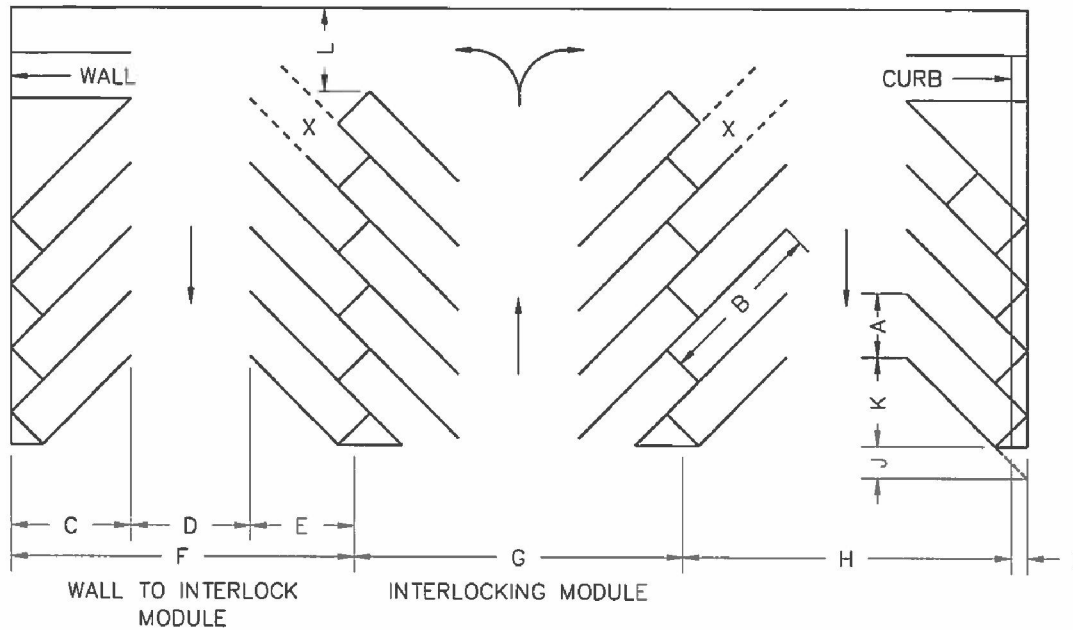 L
WALL
CURB
X
X
B
A
K
J
C
D
E
F
G
H
WALL TO INTERLOCK
MODULE
INTERLOCKING MODULE